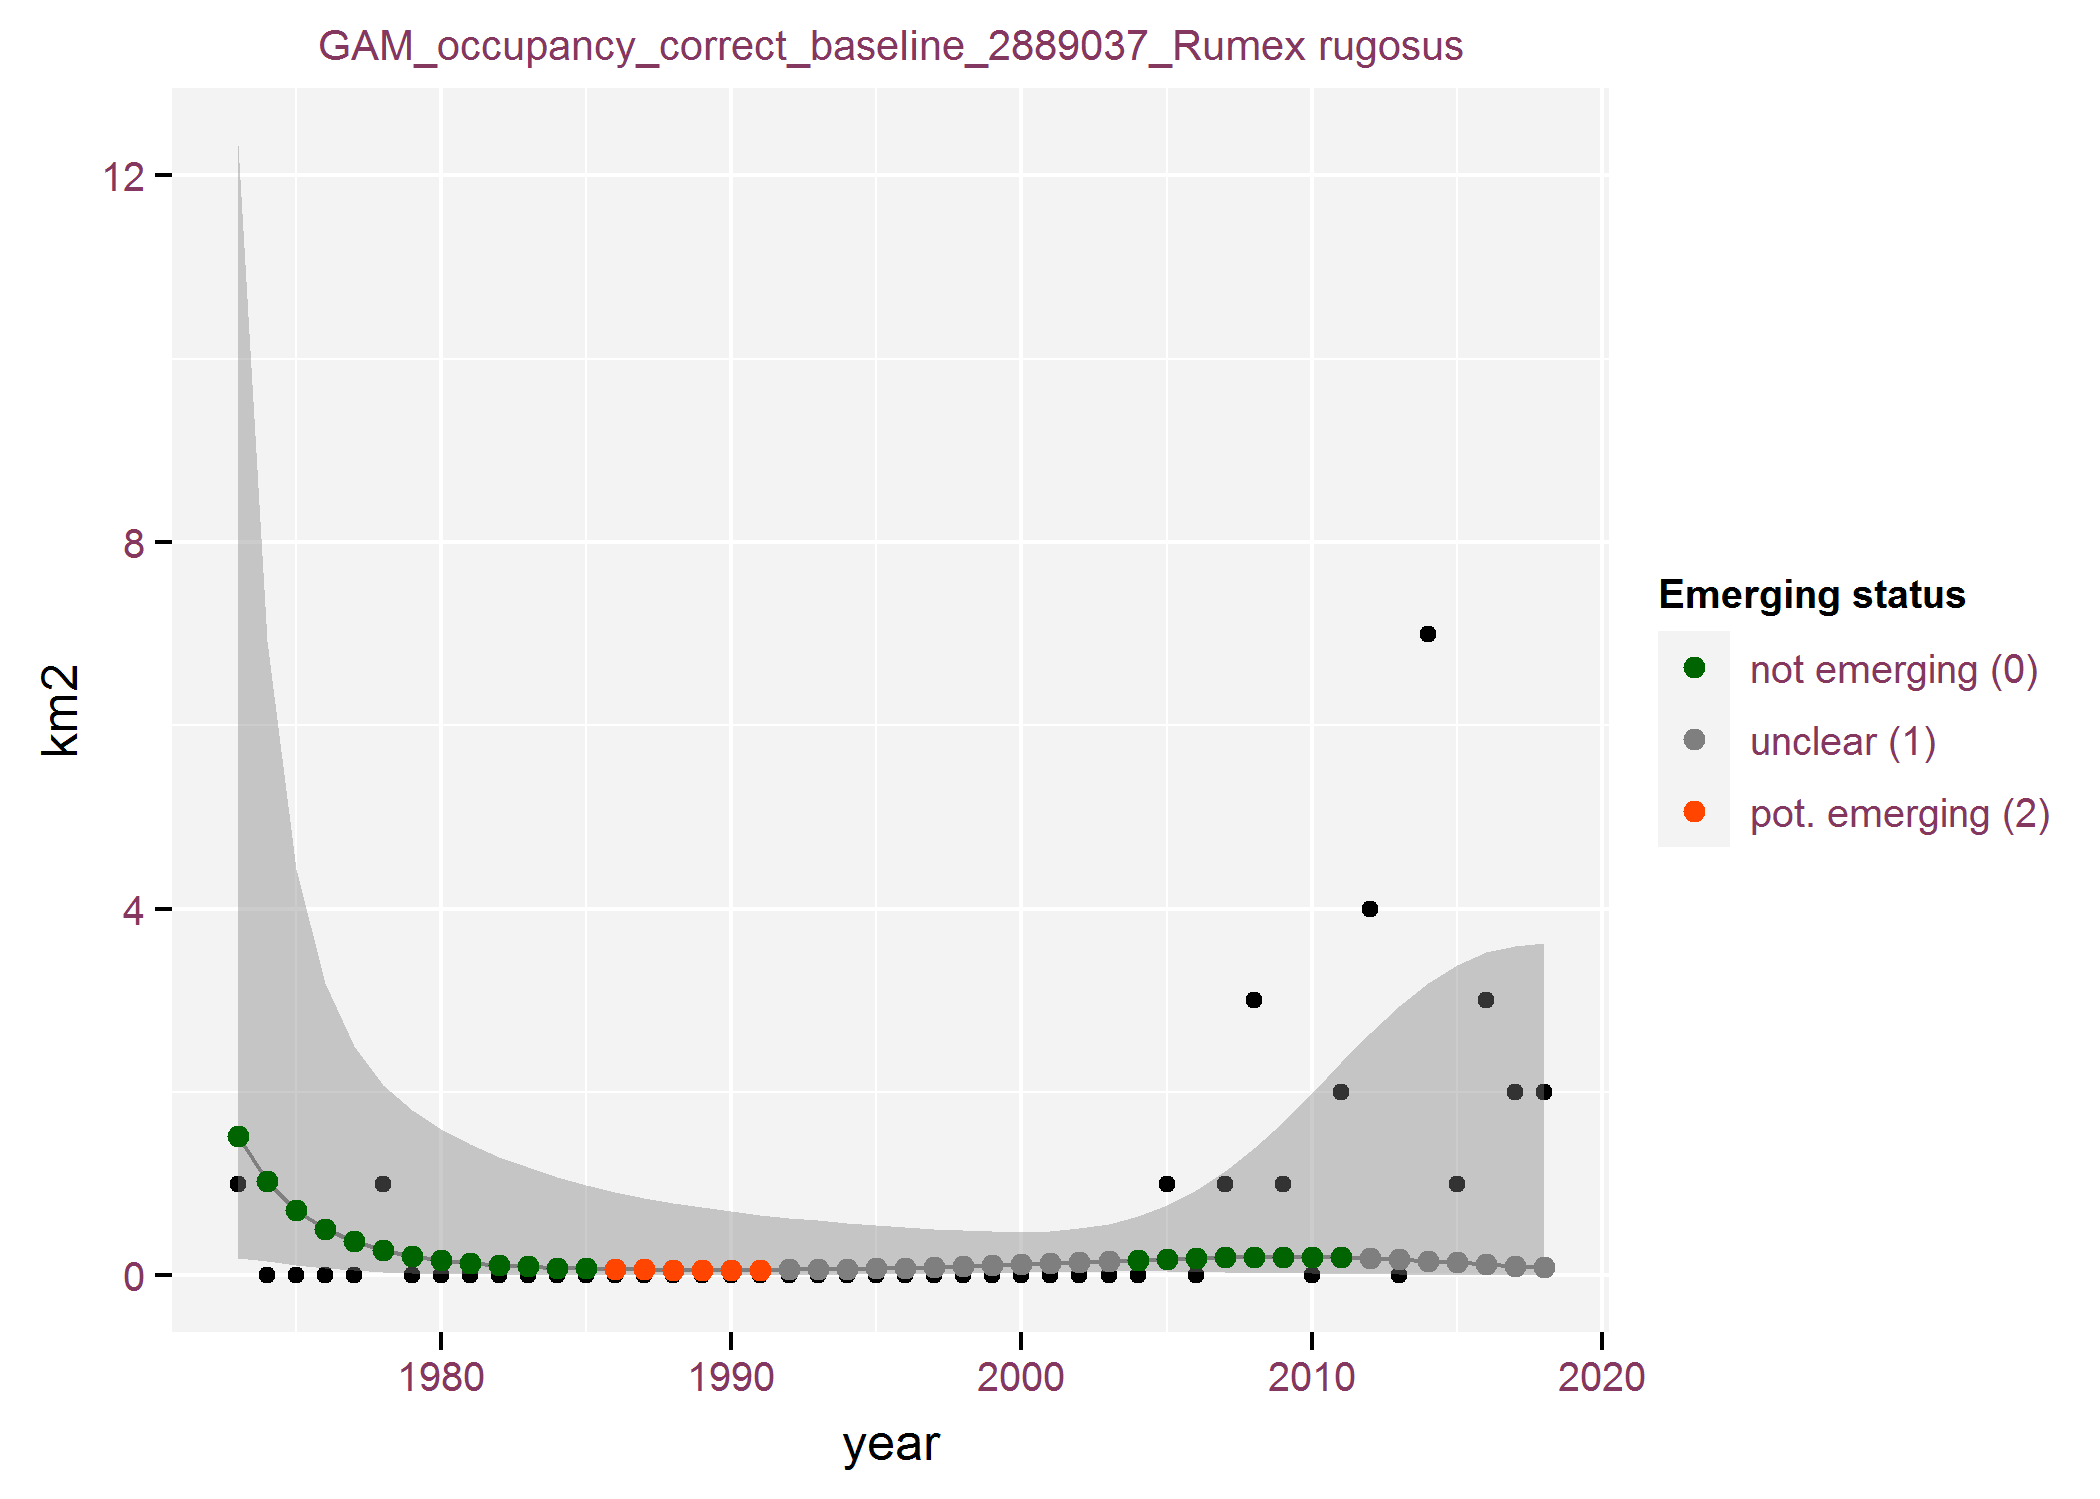 GAM_occupancy_correct_baseline_2889037_Rumex rugosus
12
8
4
0
km2
1980 1990 2000 2010 2020
year
Emerging status
not emerging (0)
unclear (1)
pot. emerging (2)